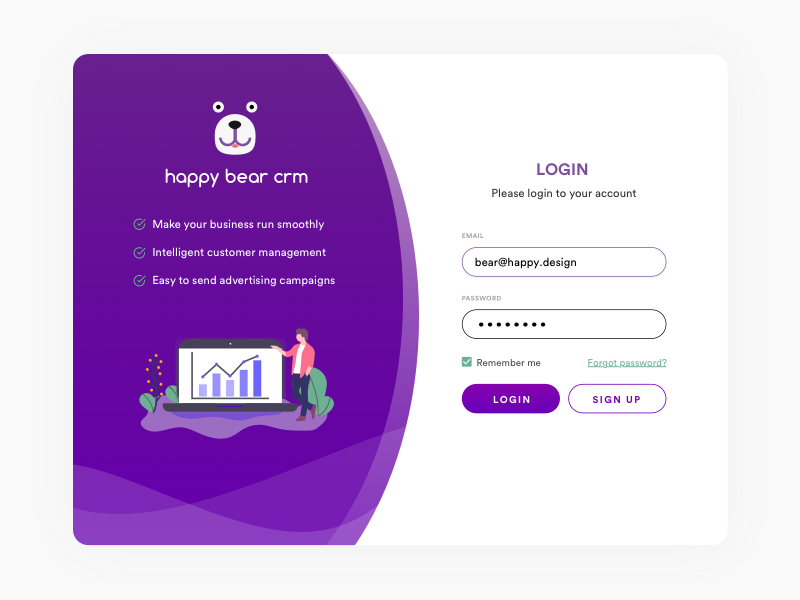 happy bear crm
Make your business run smoothly
Intelligent customer management
Easy to send advertising campaigns
LOGIN
Please login to your account
EMAIL
bear@happy.design
PASSWORD
••••••••
Remember me
Forgot password?
LOGIN
SIGN UP